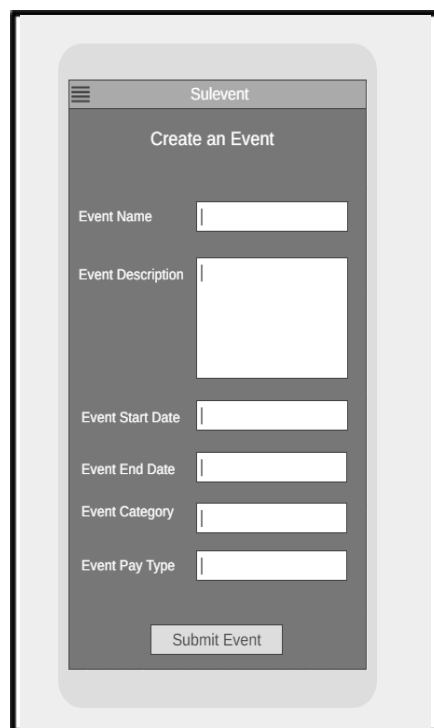 Sulevent
Create an Event
Event Name
Event Description
Event Start Date
Event End Date
Event Category
Event Pay Type
Submit Event